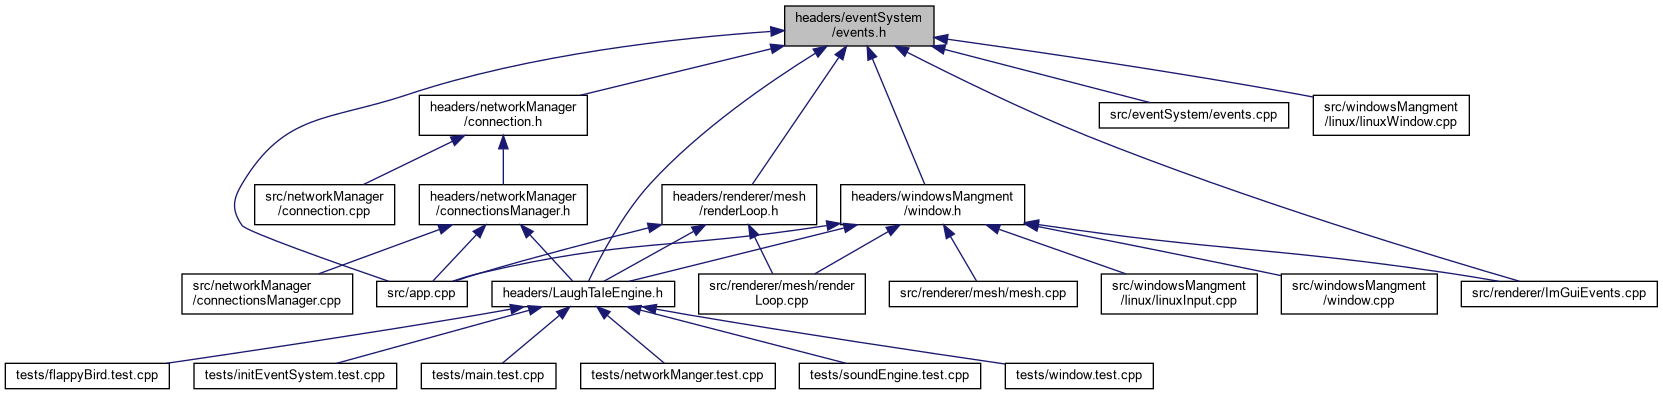 headers/eventSystem
/events.h
headers/networkManager
/connection.h
src/eventSystem/events.cpp
src/windowsMangment
/linux/linuxWindow.cpp
src/networkManager
/connection.cpp
headers/networkManager
/connectionsManager.h
headers/renderer/mesh
/renderLoop.h
headers/windowsMangment
/window.h
src/networkManager
/connectionsManager.cpp
src/app.cpp
headers/LaughTaleEngine.h
src/renderer/mesh/render
Loop.cpp
src/renderer/mesh/mesh.cpp
src/windowsMangment
/linux/linuxInput.cpp
src/windowsMangment
/window.cpp
src/renderer/ImGuiEvents.cpp
tests/flappyBird.test.cpp
tests/initEventSystem.test.cpp
tests/main.test.cpp
tests/networkManger.test.cpp
tests/soundEngine.test.cpp
tests/window.test.cpp